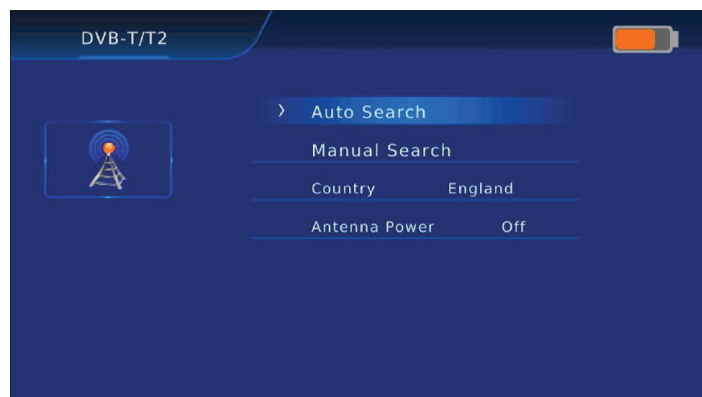 DVB-T/T2
Auto Search
Manual Search
Country England
Antenna Power Off